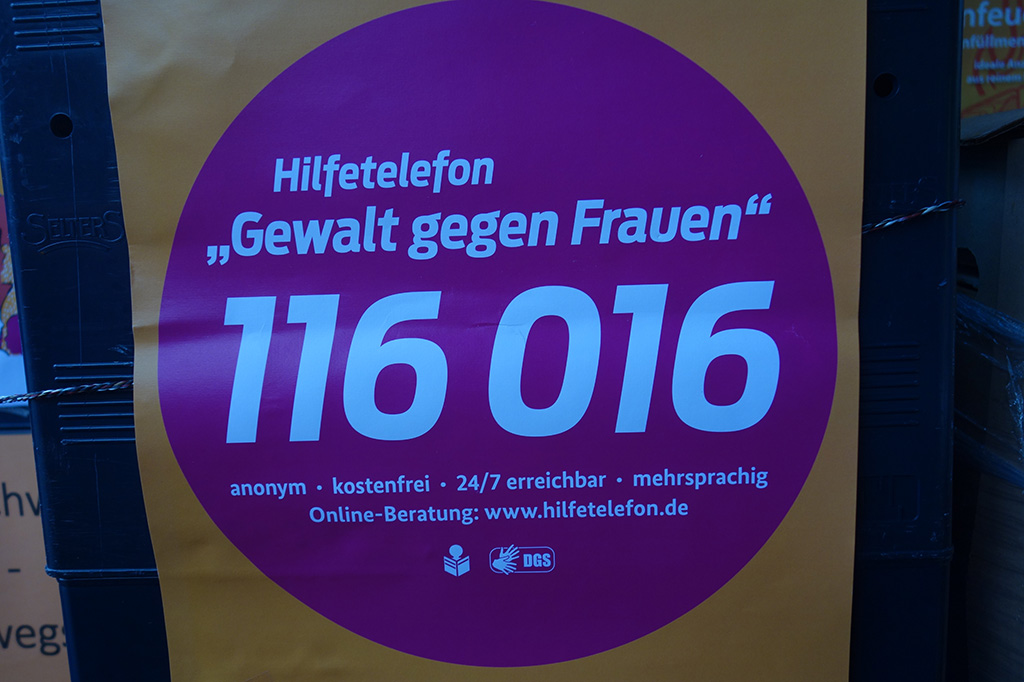 Hilfetelefon
„Gewalt gegen Frauen“
116 016
anonym • kostenfrei • 24/7 erreichbar • mehrsprachig
Online-Beratung: www.hilfetelefon.de
DGS
SELTERS